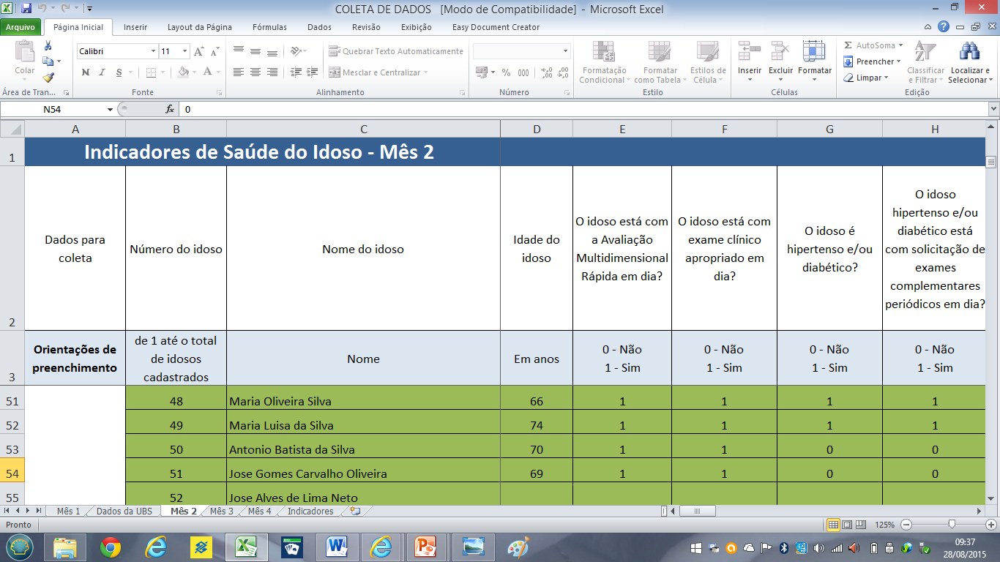 COLETA DE DADOS [Modo de Compatibilidade] - Microsoft Excel
Arquivo Página Inicial Inserir Layout da Página Fórmulas Dados Revisão Exibição Easy Document Creator
Colar
Área de Tran...
Calibri 11
N I S
Fonte
Quebrar Texto Automaticamente
Mesclar e Centralizar
Alinhamento
% 000
Número
Formatação
Condicional
Formatar
como Tabela
Estilos de
Célula
Estilo
Inserir Excluir Formatar
Células
AutoSoma
Preencher
Limpar
Classificar
e Filtrar
Localizar e
Selecionar
Edição
N54 fx 0
A B C D E F G H
1 Indicadores de Saúde do Idoso - Mês 2
Dados para
coleta
Número do idoso
Nome do idoso
Idade do
idoso
O idoso está com
a Avaliação
Multidimensional
Rápida em dia?
O idoso está com
exame clínico
apropriado em
dia?
O idoso é
hipertenso e/ou
diabético?
O idoso
hipertenso e/ou
diabético está
com solicitação de
exames
complementares
periódicos em dia?
2
Orientações de
preenchimento
de 1 até o total
de idosos
cadastrados
Nome
Em anos
0 - Não
1 - Sim
0 - Não
1 - Sim
0 - Não
1 - Sim
0 - Não
1 - Sim
3
51 48 Maria Oliveira Silva 66 1 1 1 1
52 49 Maria Luisa da Silva 74 1 1 1 1
53 50 Antonio Batista da Silva 70 1 1 0 0
54 51 Jose Gomes Carvalho Oliveira 69 1 1 0 0
55 52 Jose Alves de Lima Neto
Mês 1 Dados da UBS Mês 2 Mês 3 Mês 4 Indicadores
Pronto 125%
09:37
28/08/2015